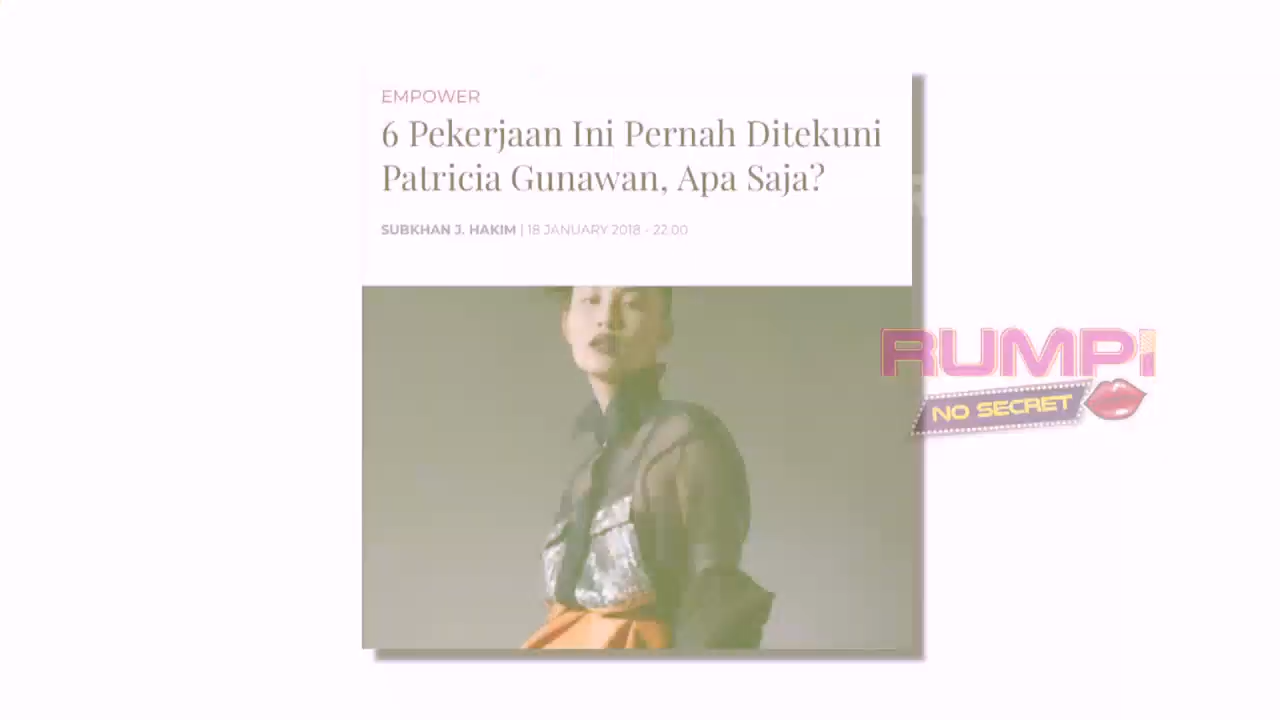 EMPOWER
6 Pekerjaan Ini Pernah Ditekuni
Patricia Gunawan, Apa Saja?
SUBKHAN J. HAKIM | 18 JANUARY 2018 - 22.00
RUMPI
NO SECRET